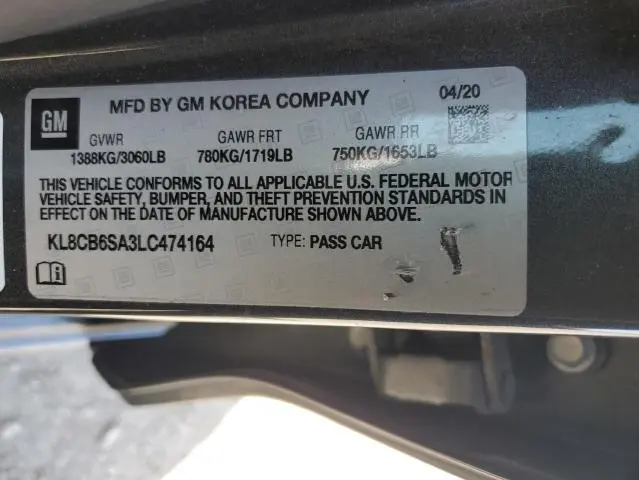 GM
MFD BY GM KOREA COMPANY 04/20
GVWR GAWR FRT GAWR RR
1388KG/3060LB 780KG/1719LB 750KG/1653LB
THIS VEHICLE CONFORMS TO ALL APPLICABLE U.S. FEDERAL MOTOR
VEHICLE SAFETY, BUMPER, AND THEFT PREVENTION STANDARDS IN
EFFECT ON THE DATE OF MANUFACTURE SHOWN ABOVE.
KL8CB6SA3LC474164 TYPE: PASS CAR